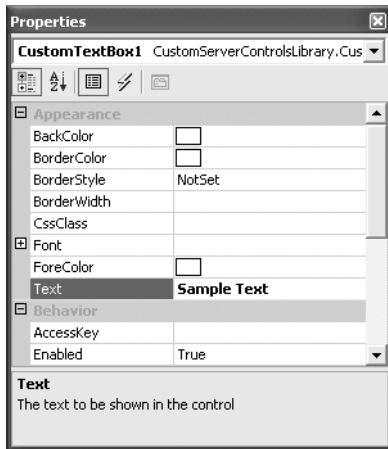 Properties
CustomTextBox1 CustomServerControlsLibrary.Cus
Appearance
BackColor
BorderColor
BorderStyle NotSet
BorderWidth
CssClass
Font
ForeColor
Text Sample Text
Behavior
AccessKey
Enabled True
Text
The text to be shown in the control